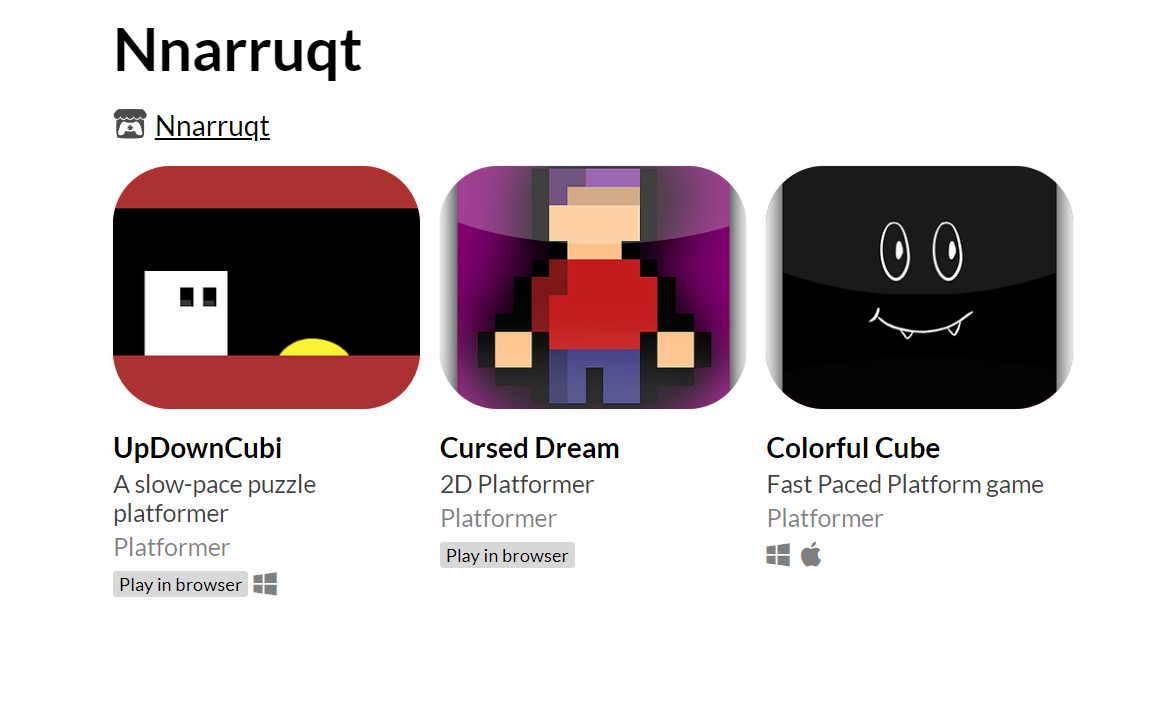 Nnarruqt
Nnarruqt
UpDownCubi
A slow-pace puzzle
platformer
Platformer
Play in browser
Cursed Dream
2D Platformer
Platformer
Play in browser
Colorful Cube
Fast Paced Platform game
Platformer